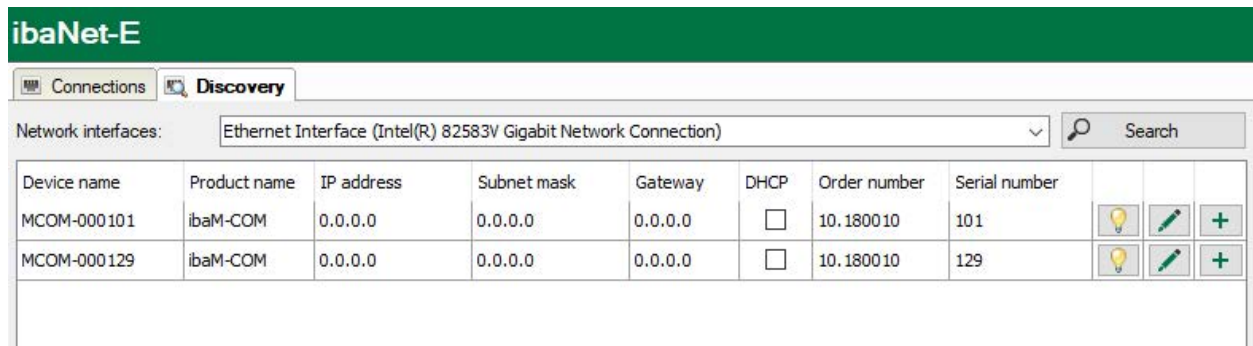 ibaNet-E
Connections Discovery
Network interfaces: Ethernet Interface (Intel(R) 82583V Gigabit Network Connection) Search
Device name Product name IP address Subnet mask Gateway DHCP Order number Serial number
MCOM-000101 ibaM-COM 0.0.0.0 0.0.0.0 0.0.0.0 10.180010 101
MCOM-000129 ibaM-COM 0.0.0.0 0.0.0.0 0.0.0.0 10.180010 129